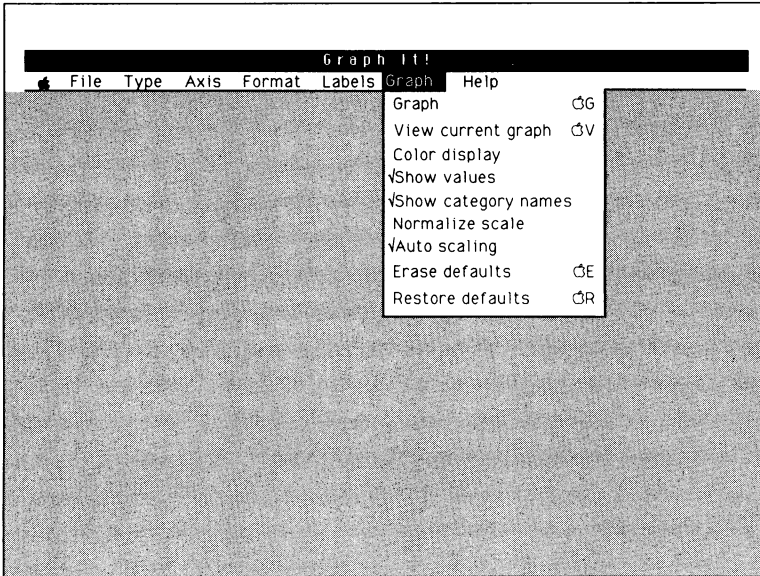 Graph It!
File Type Axis Format Labels Graph Help
Graph G
View current graph V
Color display
√Show values
√Show category names
Normalize scale
√Auto scaling
Erase defaults E
Restore defaults R